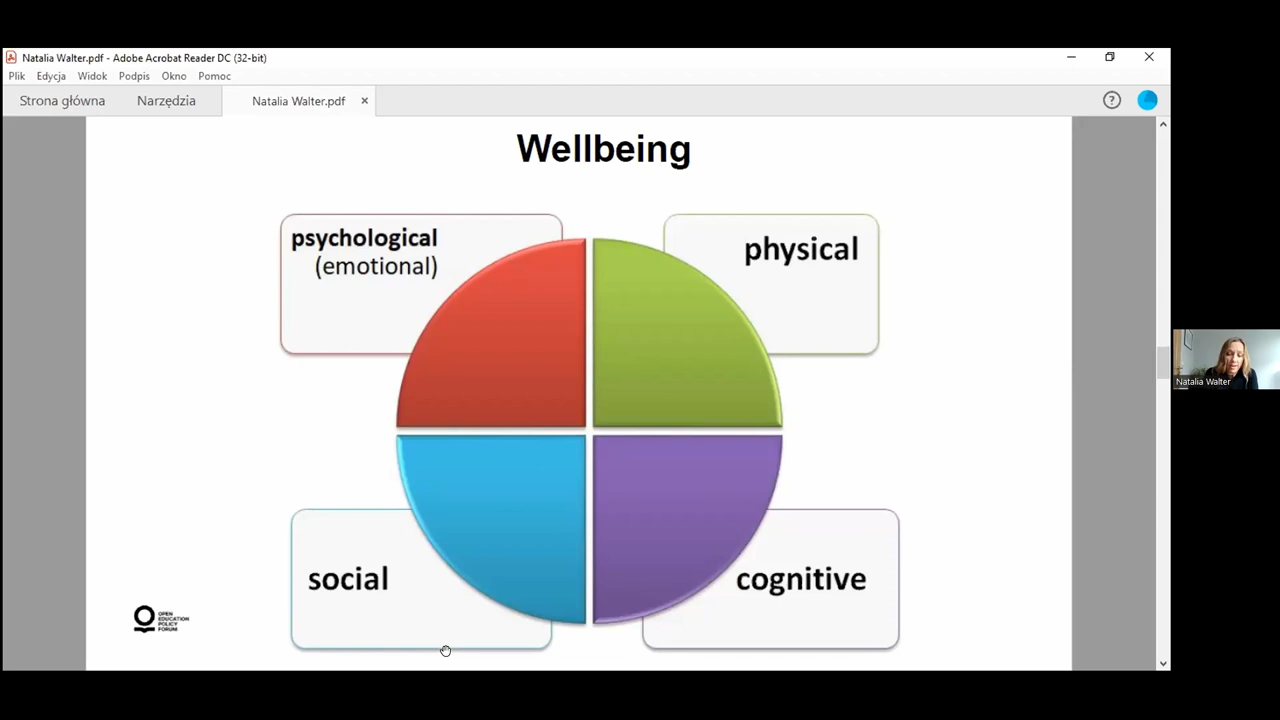 Natalia Walter.pdf - Adobe Acrobat Reader DC (32-bit)
Plik Edycja Widok Podpis Okno Pomoc
Strona główna Narzędzia Natalia Walter.pdf
Wellbeing
psychological
(emotional)
physical
social
cognitive
OPEN
EDUCATION
POLICY
FORUM
Natalia Walter